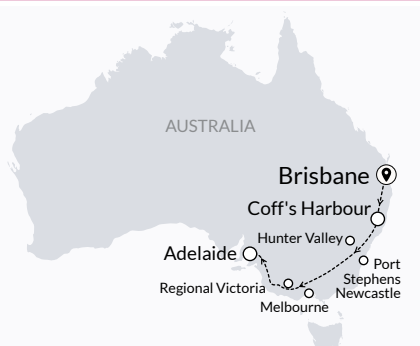 AUSTRALIA
Brisbane
Coff's Harbour
Hunter Valley
Adelaide
Port
Stephens
Newcastle
Regional Victoria
Melbourne